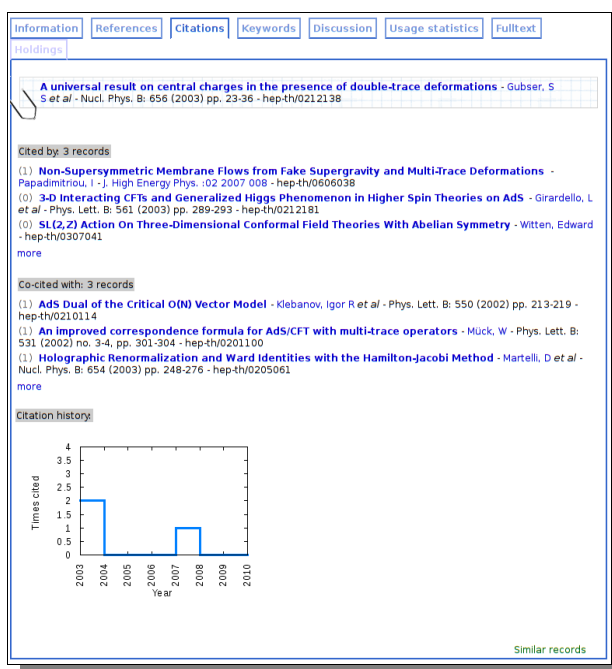 Information References Citations Keywords Discussion Usage statistics Fulltext
Holdings
A universal result on central charges in the presence of double-trace deformations - Gubser, S
S et al - Nucl. Phys. B: 656 (2003) pp. 23-36 - hep-th/0212138
Cited by: 3 records
(1) Non-Supersymmetric Membrane Flows from Fake Supergravity and Multi-Trace Deformations -
Papadimitriou, I - J. High Energy Phys. :02 2007 008 - hep-th/0606038
(0) 3-D Interacting CFTs and Generalized Higgs Phenomenon in Higher Spin Theories on AdS - Girardello, L
et al - Phys. Lett. B: 561 (2003) pp. 289-293 - hep-th/0212181
(0) SL(2,Z) Action On Three-Dimensional Conformal Field Theories With Abelian Symmetry - Witten, Edward
- hep-th/0307041
more
Co-cited with: 3 records
(1) AdS Dual of the Critical O(N) Vector Model - Klebanov, Igor R et al - Phys. Lett. B: 550 (2002) pp. 213-219 -
hep-th/0210114
(1) An improved correspondence formula for AdS/CFT with multi-trace operators - Mück, W - Phys. Lett. B:
531 (2002) no. 3-4, pp. 301-304 - hep-th/0201100
(1) Holographic Renormalization and Ward Identities with the Hamilton-Jacobi Method - Martelli, D et al -
Nucl. Phys. B: 654 (2003) pp. 248-276 - hep-th/0205061
more
Citation history:
4
3.5
3
2.5
2
1.5
1
0.5
0
Times cited
2003 2004 2005 2006 2007 2008 2009 2010
Year
Similar records